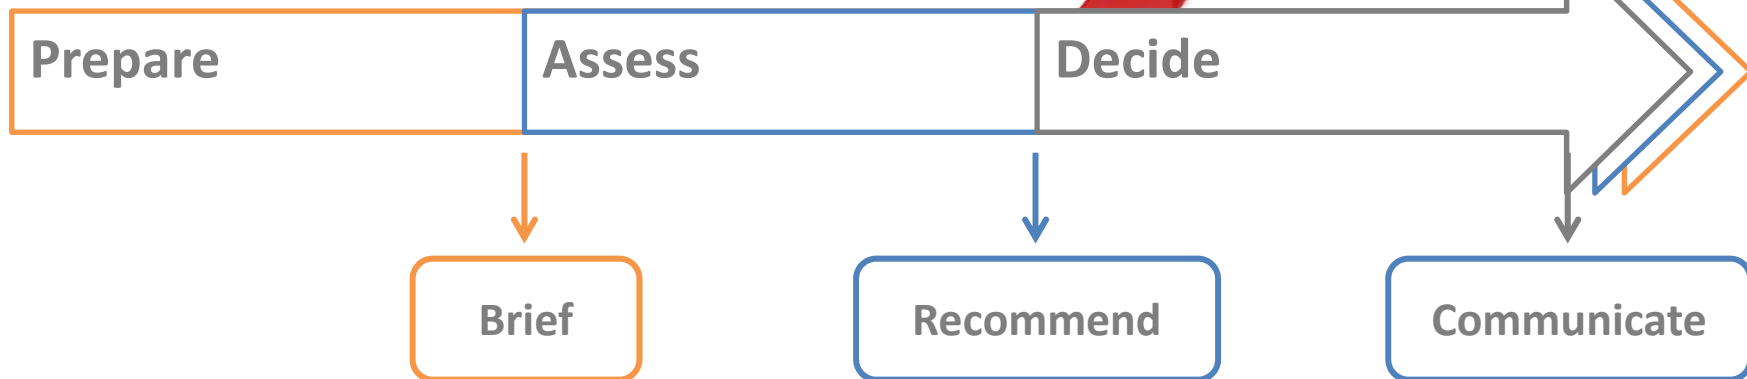 Prepare
Assess
Decide
Brief
Recommend
Communicate